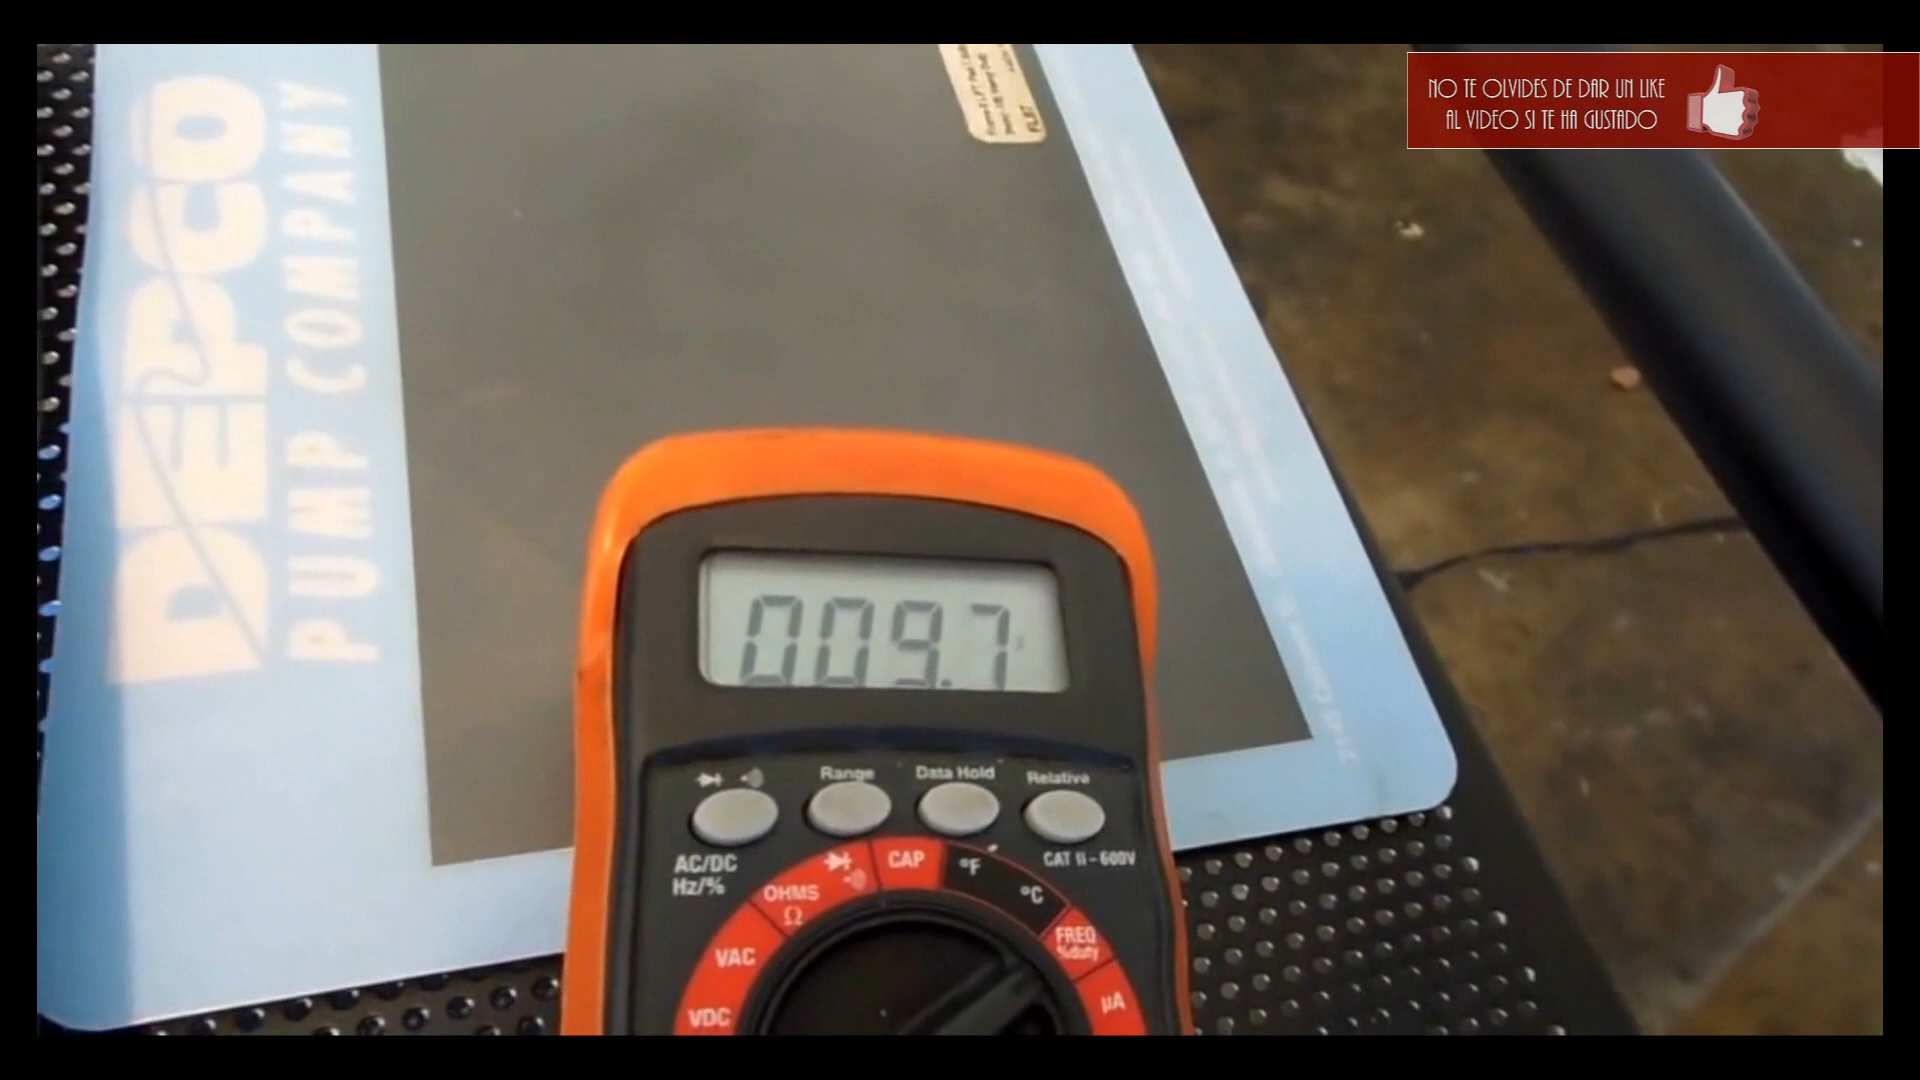 NO TE OLVIDES DE DAR UN LIKE
AL VIDEO SI TE HA GUSTADO
DEPCO
PUMP COMPANY
FLET
009.7
Range
Data Hold
Relative
AC/DC
Hz/%
CAT II-600V
CAP
°F
°C
OHMS
Ω
FREQ
%duty
VAC
µA
VDC